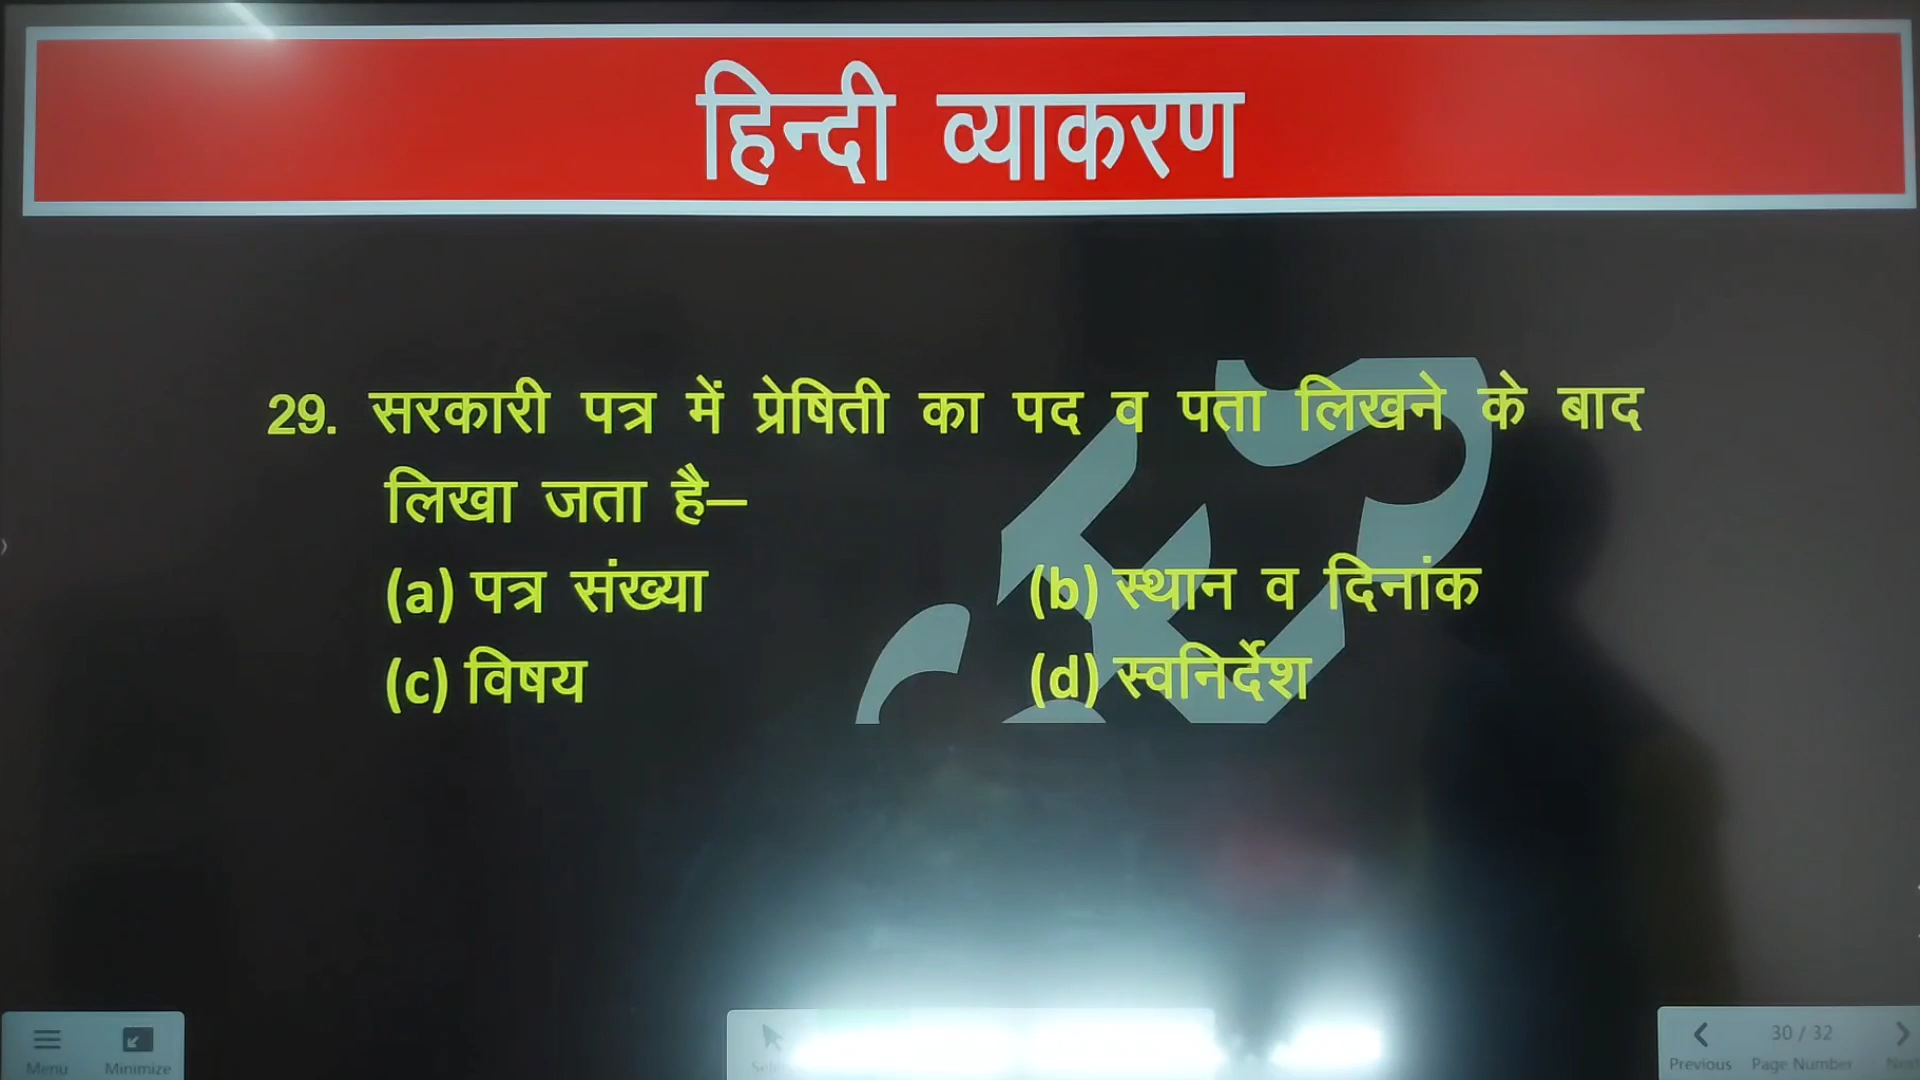 हिन्दी व्याकरण
29. सरकारी पत्र में प्रेषिती का पद व पता लिखने के बाद
लिखा जता है–
(a) पत्र संख्या (b) स्थान व दिनांक
(c) विषय (d) स्वनिर्देश
Menu Minimize 30 / 32
Previous Page Number